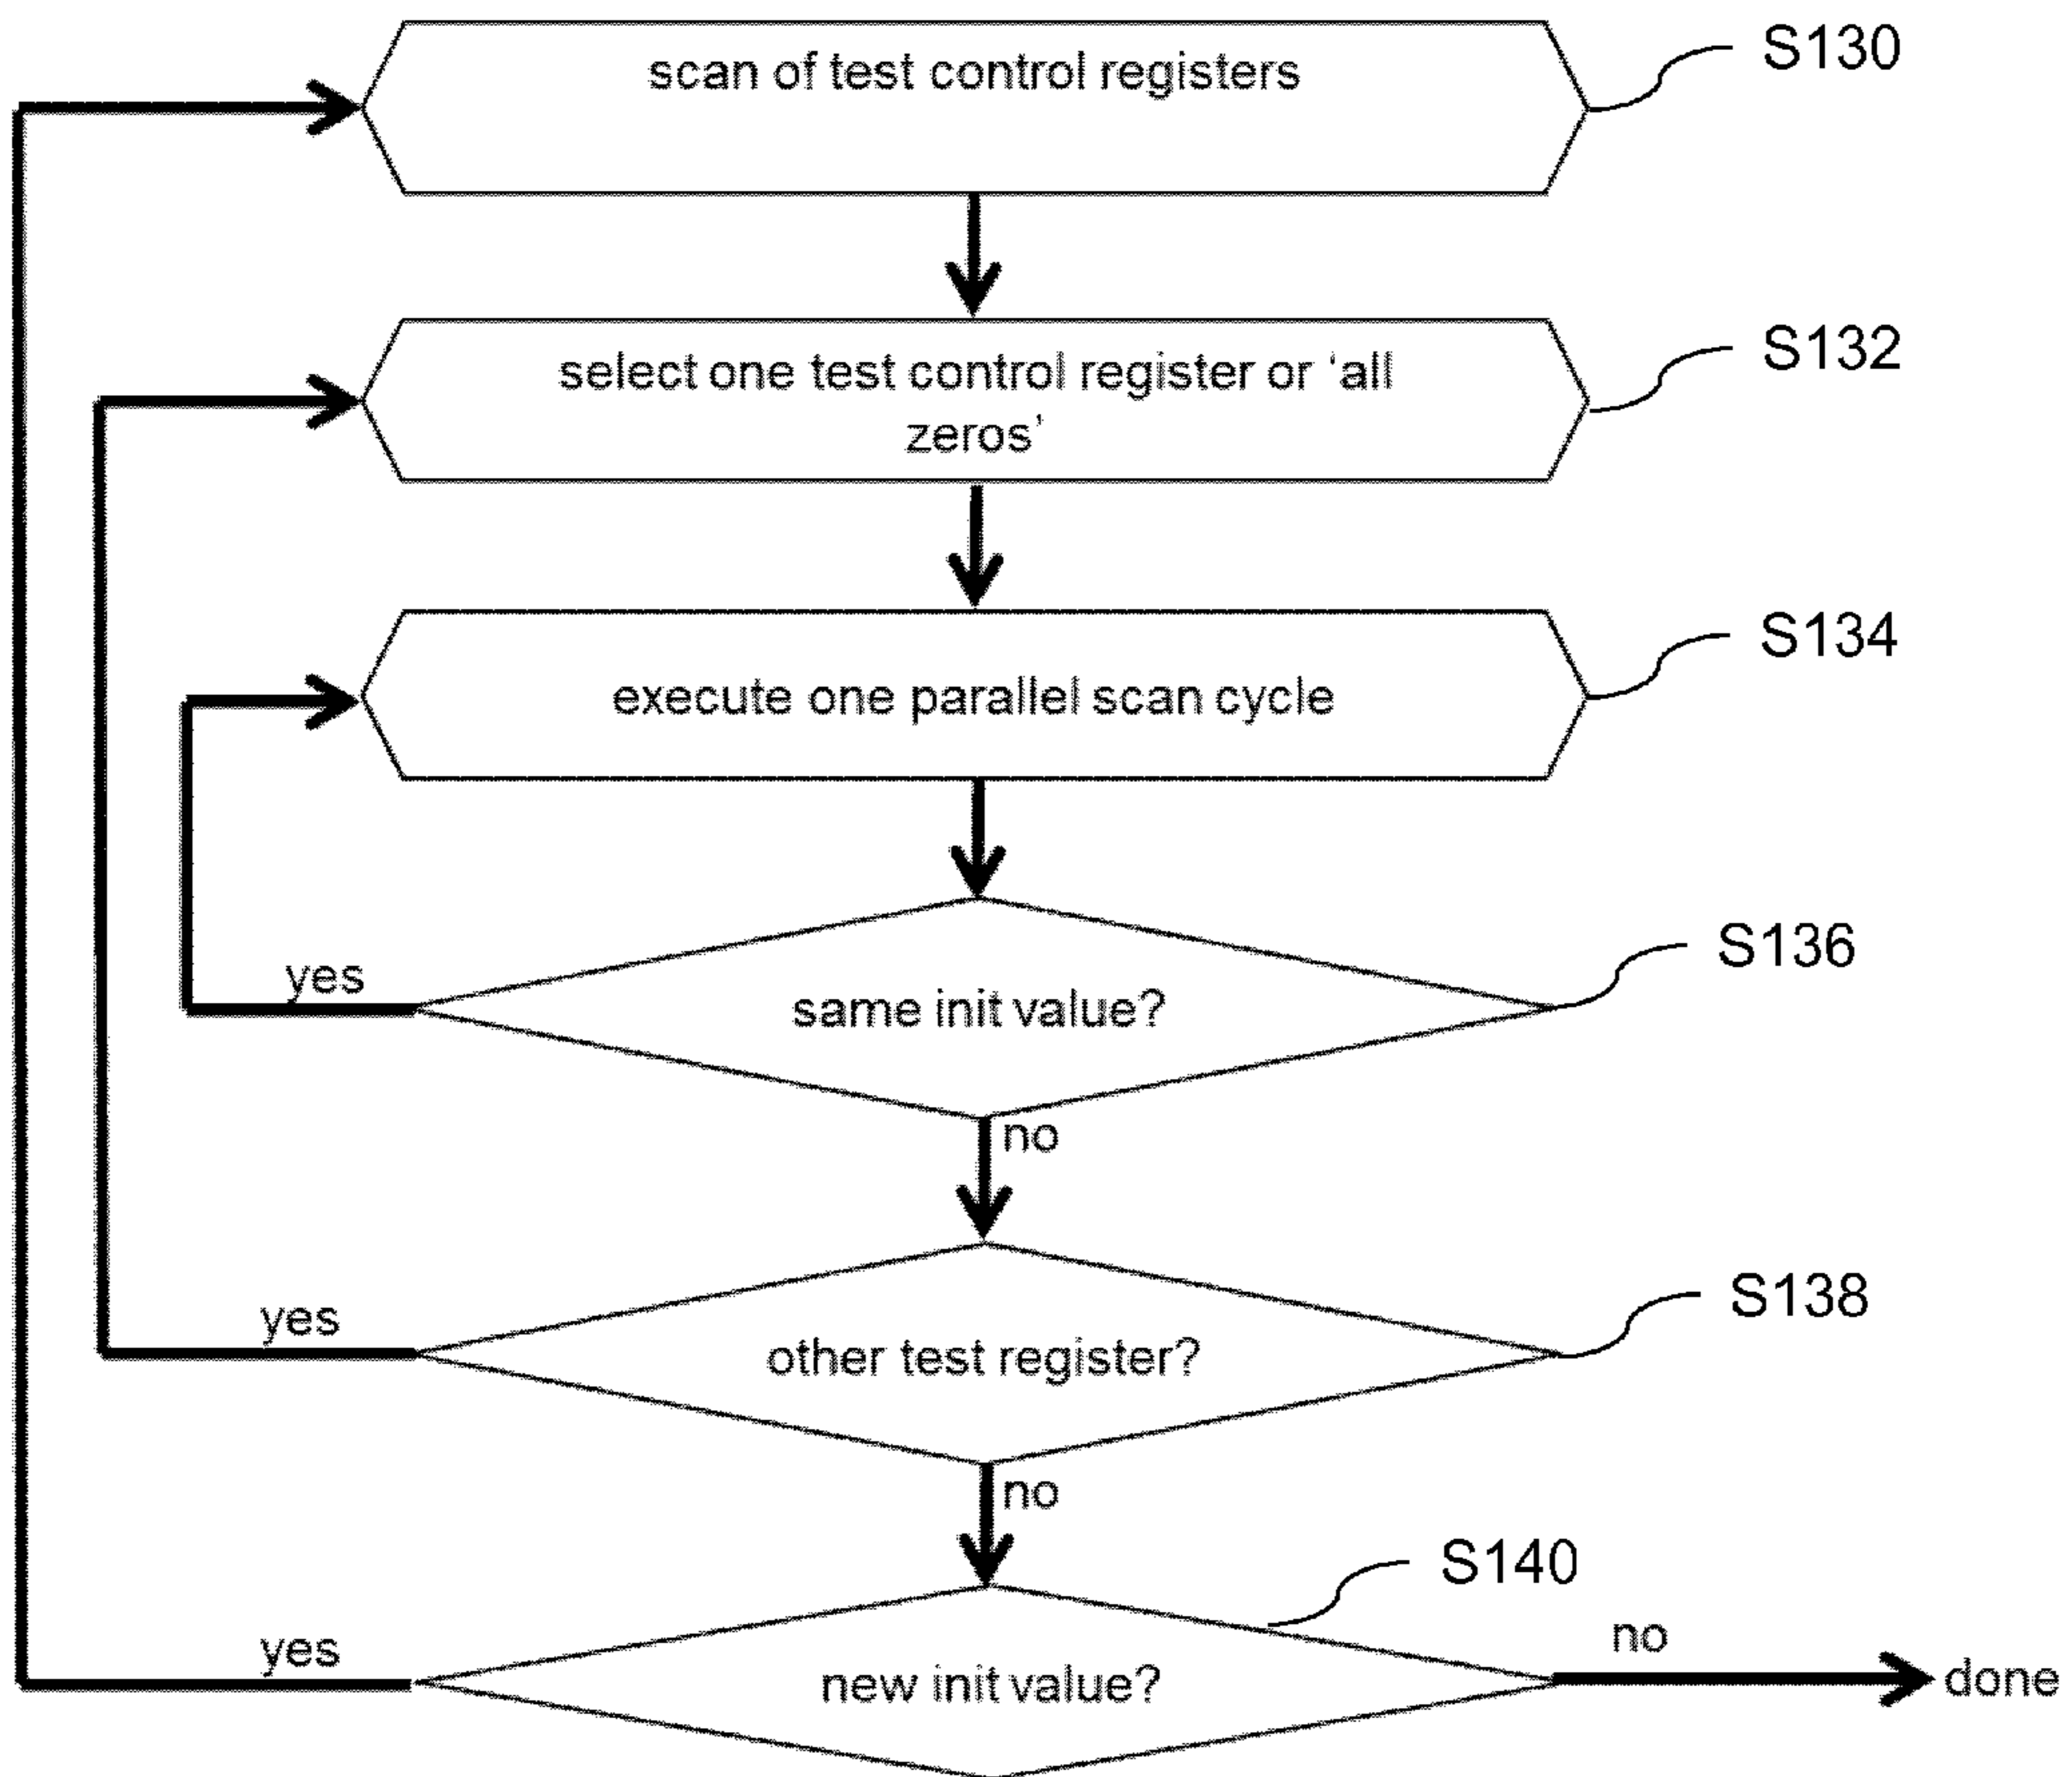 scan of test control registers
S130
select one test control register or ‘all
zeros’
S132
execute one parallel scan cycle
S134
same init value?
S136
yes
no
other test register?
S138
yes
no
new init value?
S140
yes
no
done